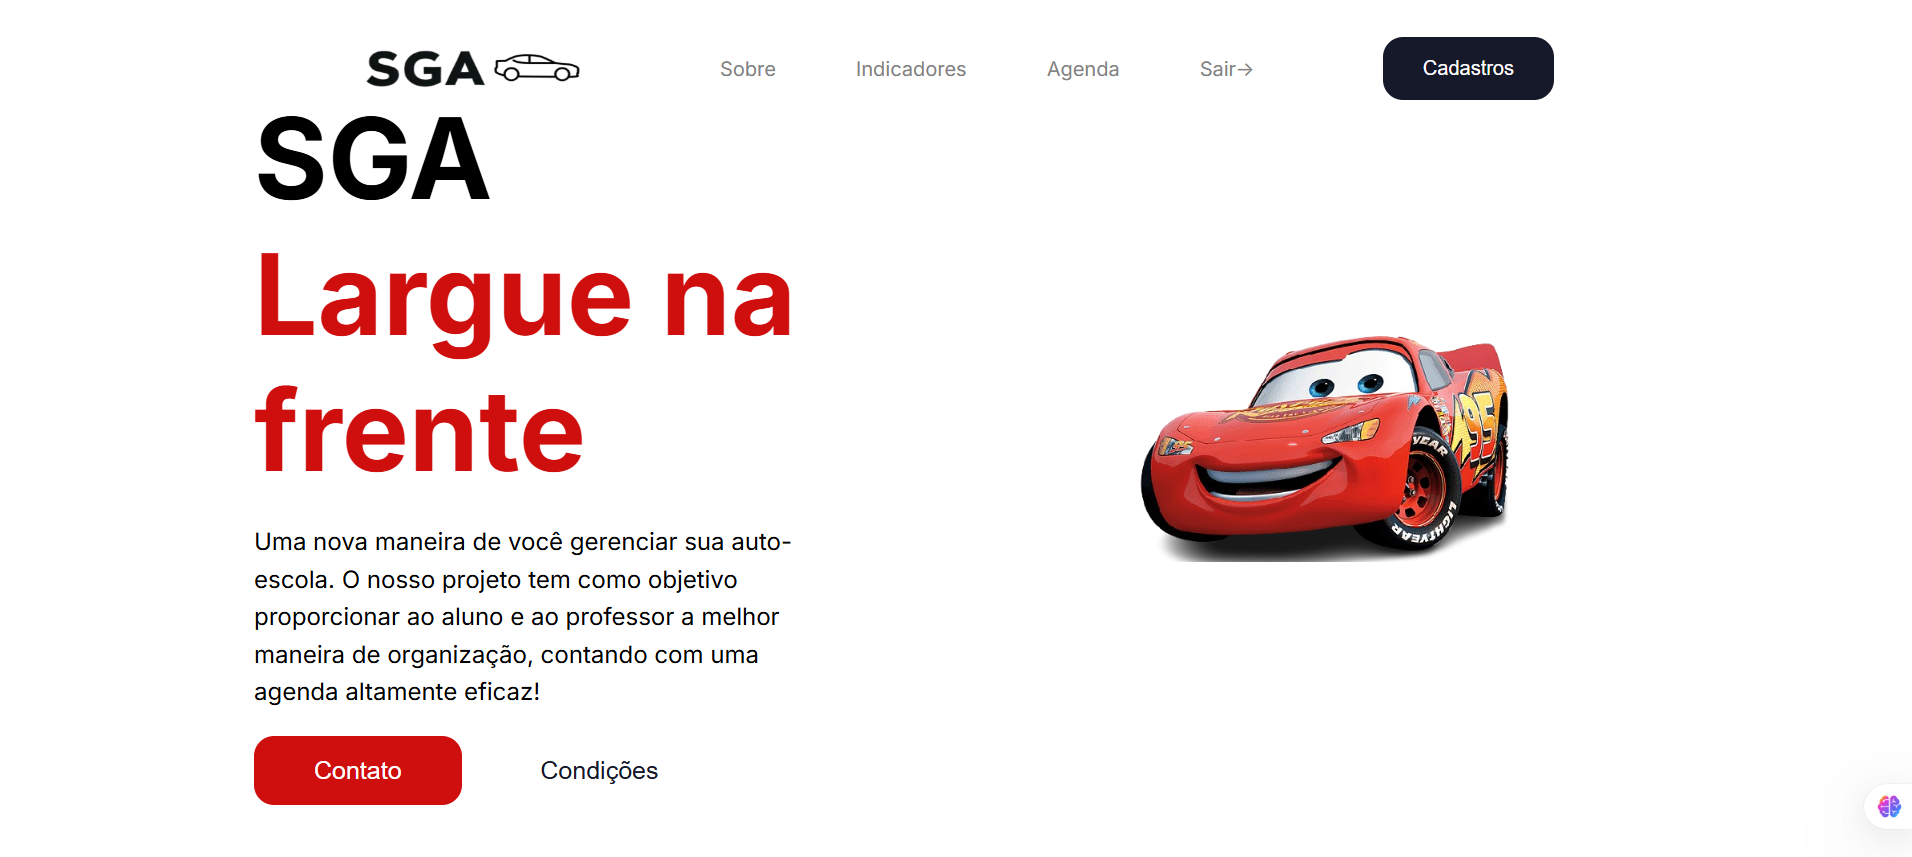 SGA
Sobre
Indicadores
Agenda
Sair→
Cadastros
SGA
Largue na
frente
Uma nova maneira de você gerenciar sua auto-
escola. O nosso projeto tem como objetivo
proporcionar ao aluno e ao professor a melhor
maneira de organização, contando com uma
agenda altamente eficaz!
Contato
Condições
95
LIGHTYEAR